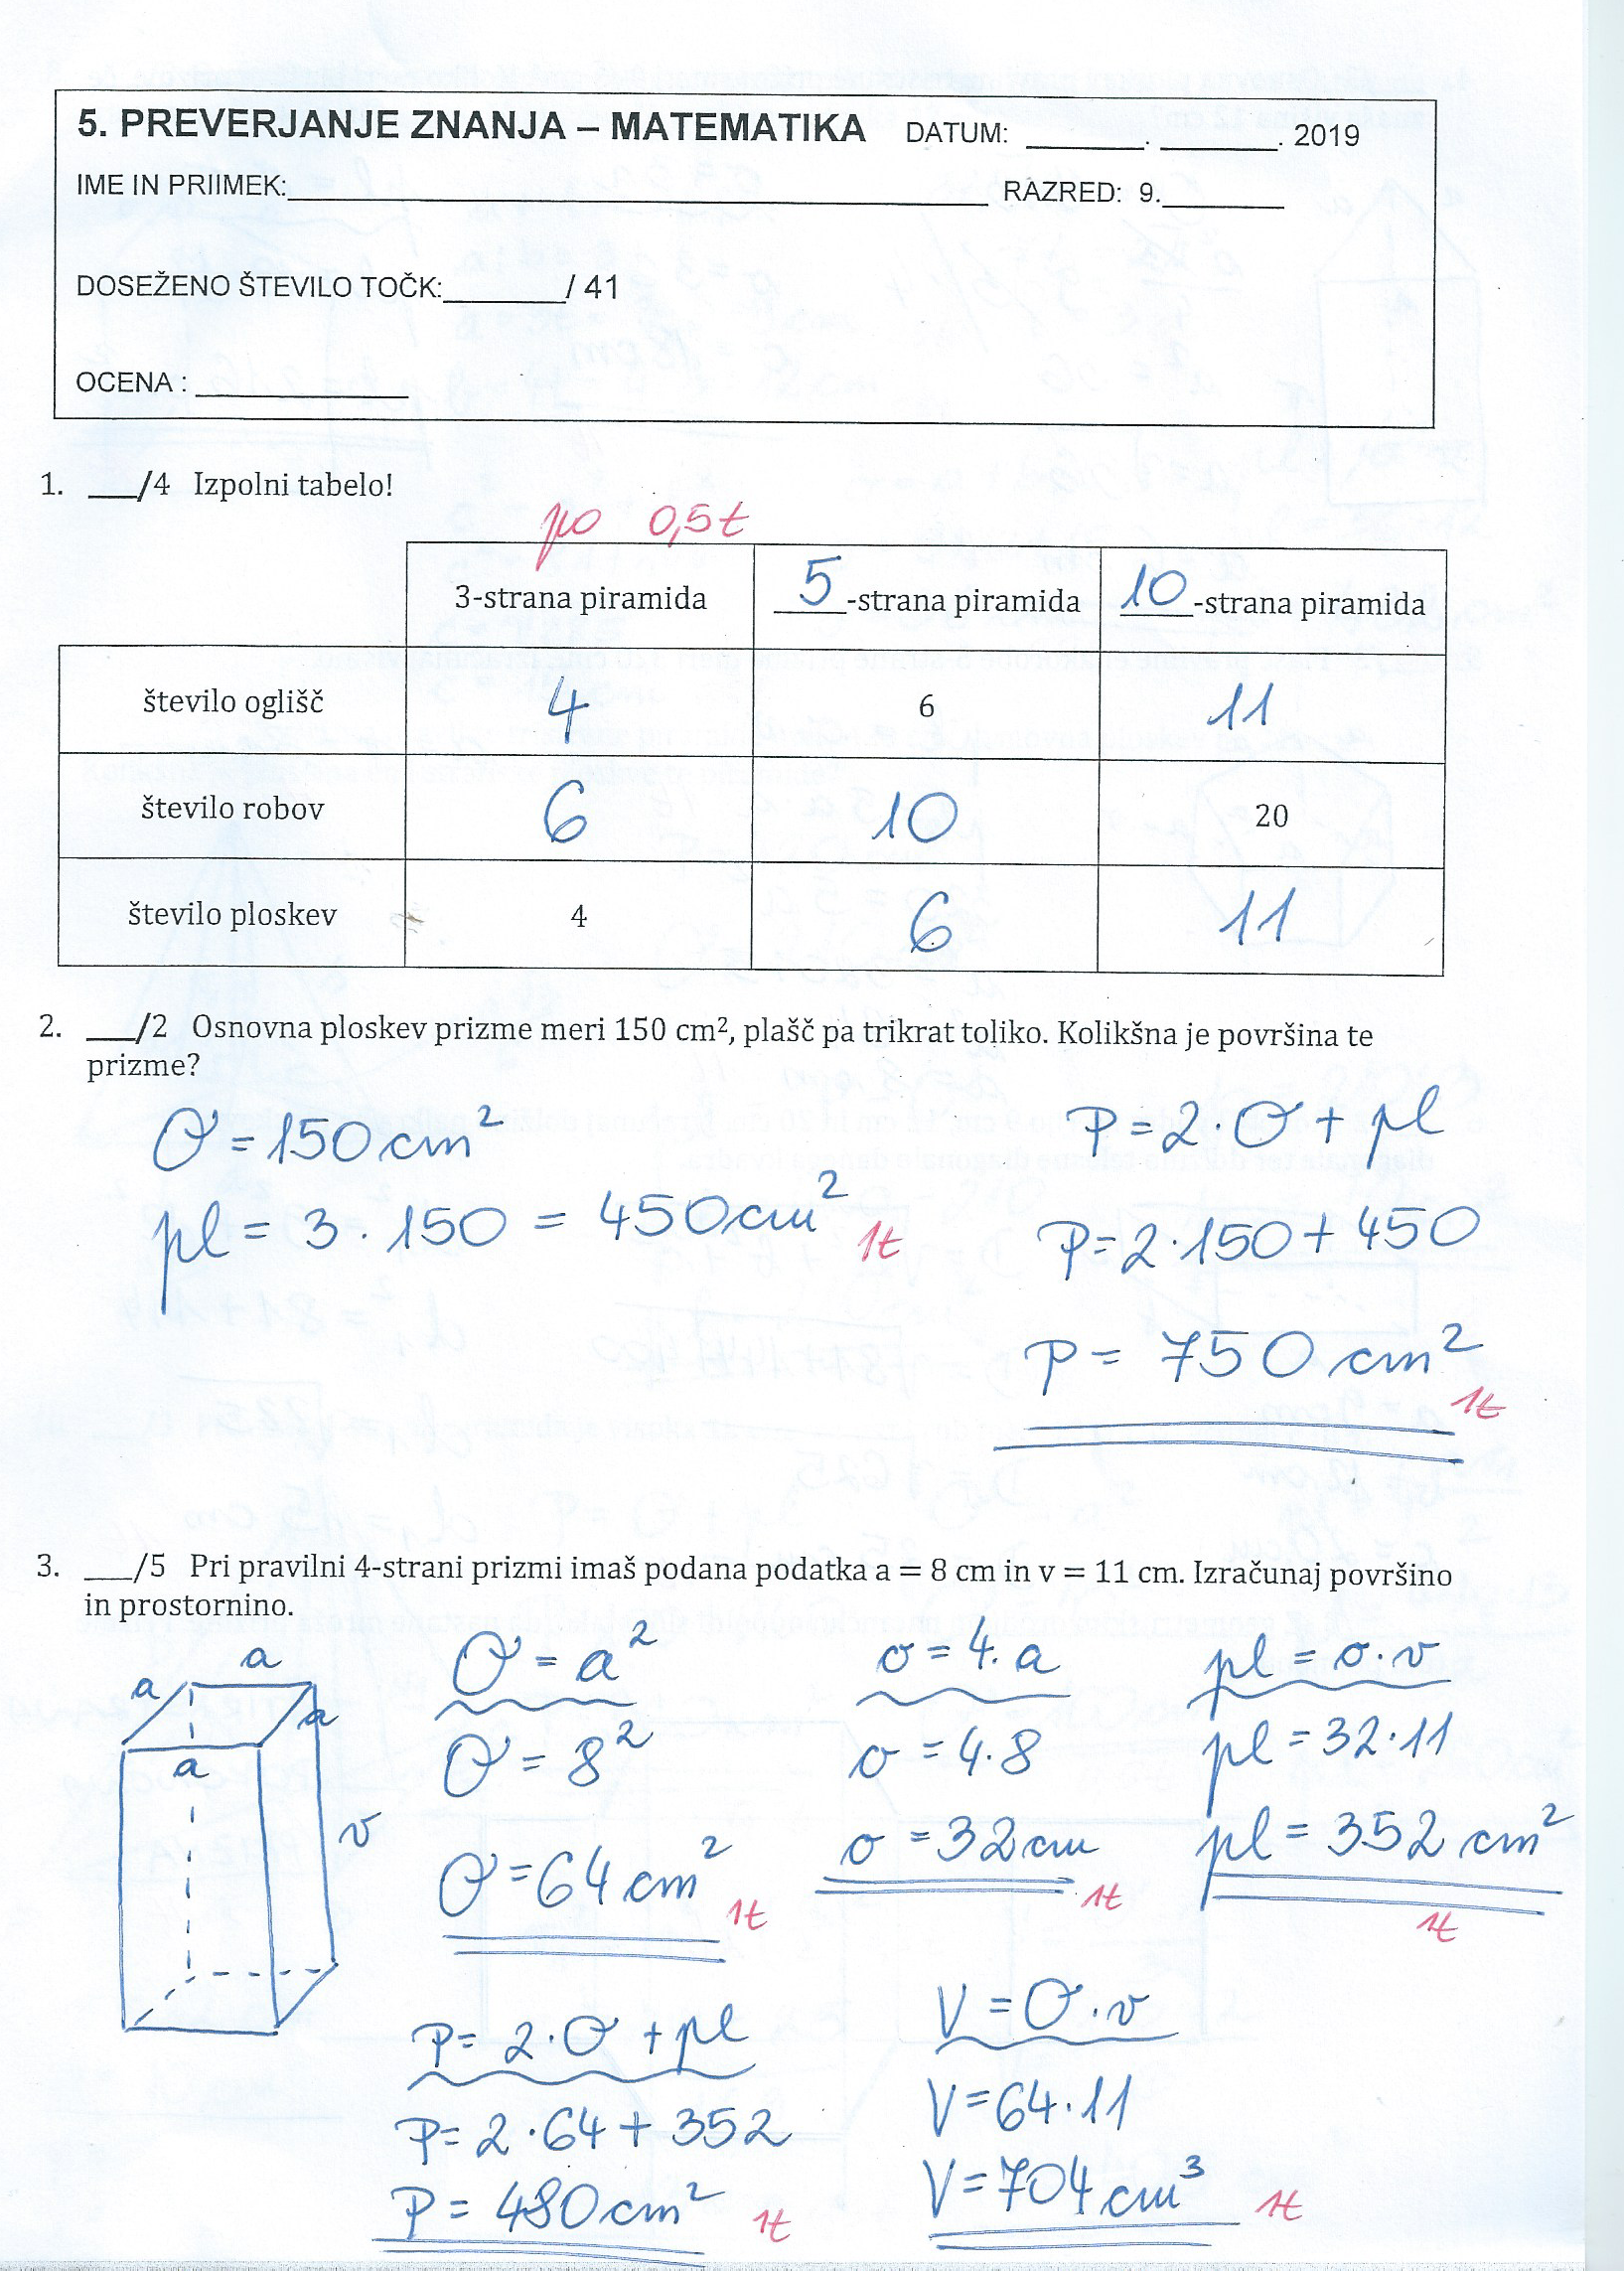 5. PREVERJANJE ZNANJA – MATEMATIKA DATUM: _______. _______. 2019
IME IN PRIIMEK:__________________________________________ RAZRED: 9._______
DOSEŽENO ŠTEVILO TOČK:_______/ 41
OCENA : _____________
1. ___/4 Izpolni tabelo!
po 0,5t
3-strana piramida 5-strana piramida 10-strana piramida
število oglišč 4 6 11
število robov 6 10 20
število ploskev 4 6 11
2. ___/2 Osnovna ploskev prizme meri 150 cm², plašč pa trikrat toliko. Kolikšna je površina te
prizme?
O = 150 cm² P = 2·O + pl
pl = 3 · 150 = 450 cm² 1t P = 2·150 + 450
P = 750 cm² 1t
3. ___/5 Pri pravilni 4-strani prizmi imaš podana podatka a = 8 cm in v = 11 cm. Izračunaj površino
in prostornino.
a a a a v
O = a² o = 4·a pl = o·v
O = 8² o = 4·8 pl = 32·11
O = 64 cm² 1t o = 32 cm 1t pl = 352 cm² 1t
P = 2·O + pl V = O·v
P = 2·64 + 352 V = 64·11
P = 480 cm² 1t V = 704 cm³ 1t